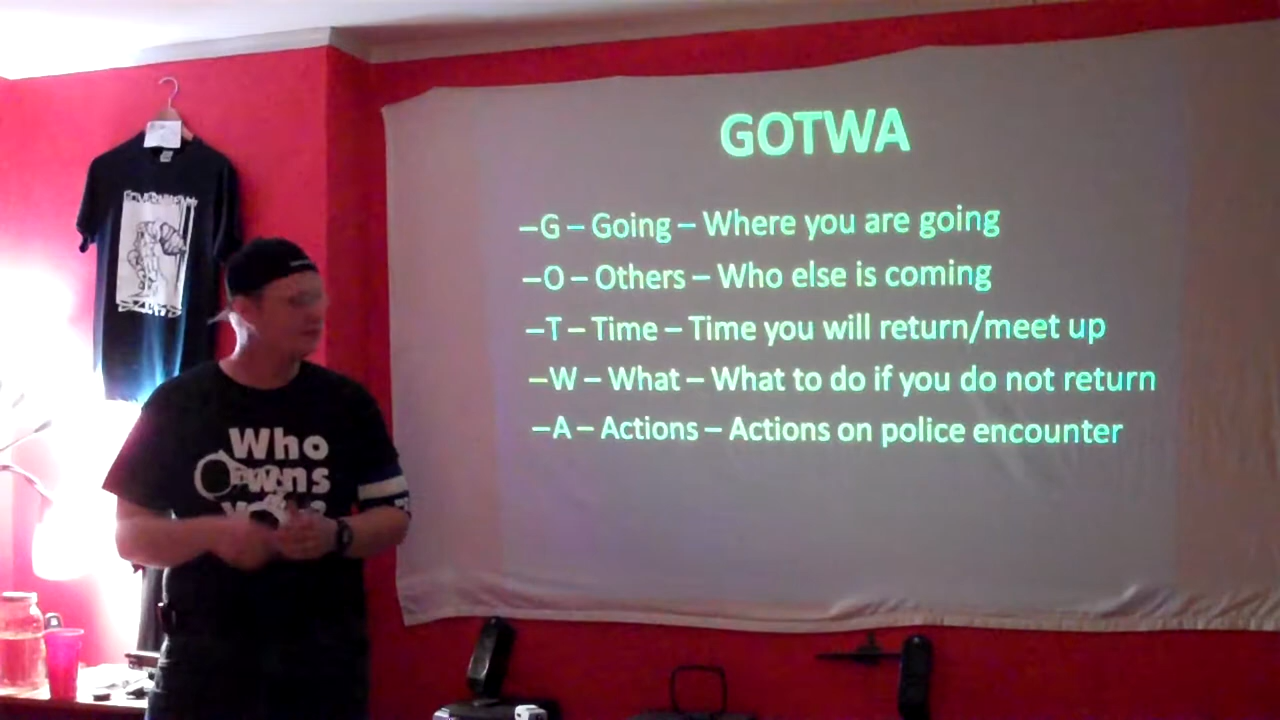 GOTWA
–G – Going – Where you are going
–O – Others – Who else is coming
–T – Time – Time you will return/meet up
–W – What – What to do if you do not return
–A – Actions – Actions on police encounter
Who
owns